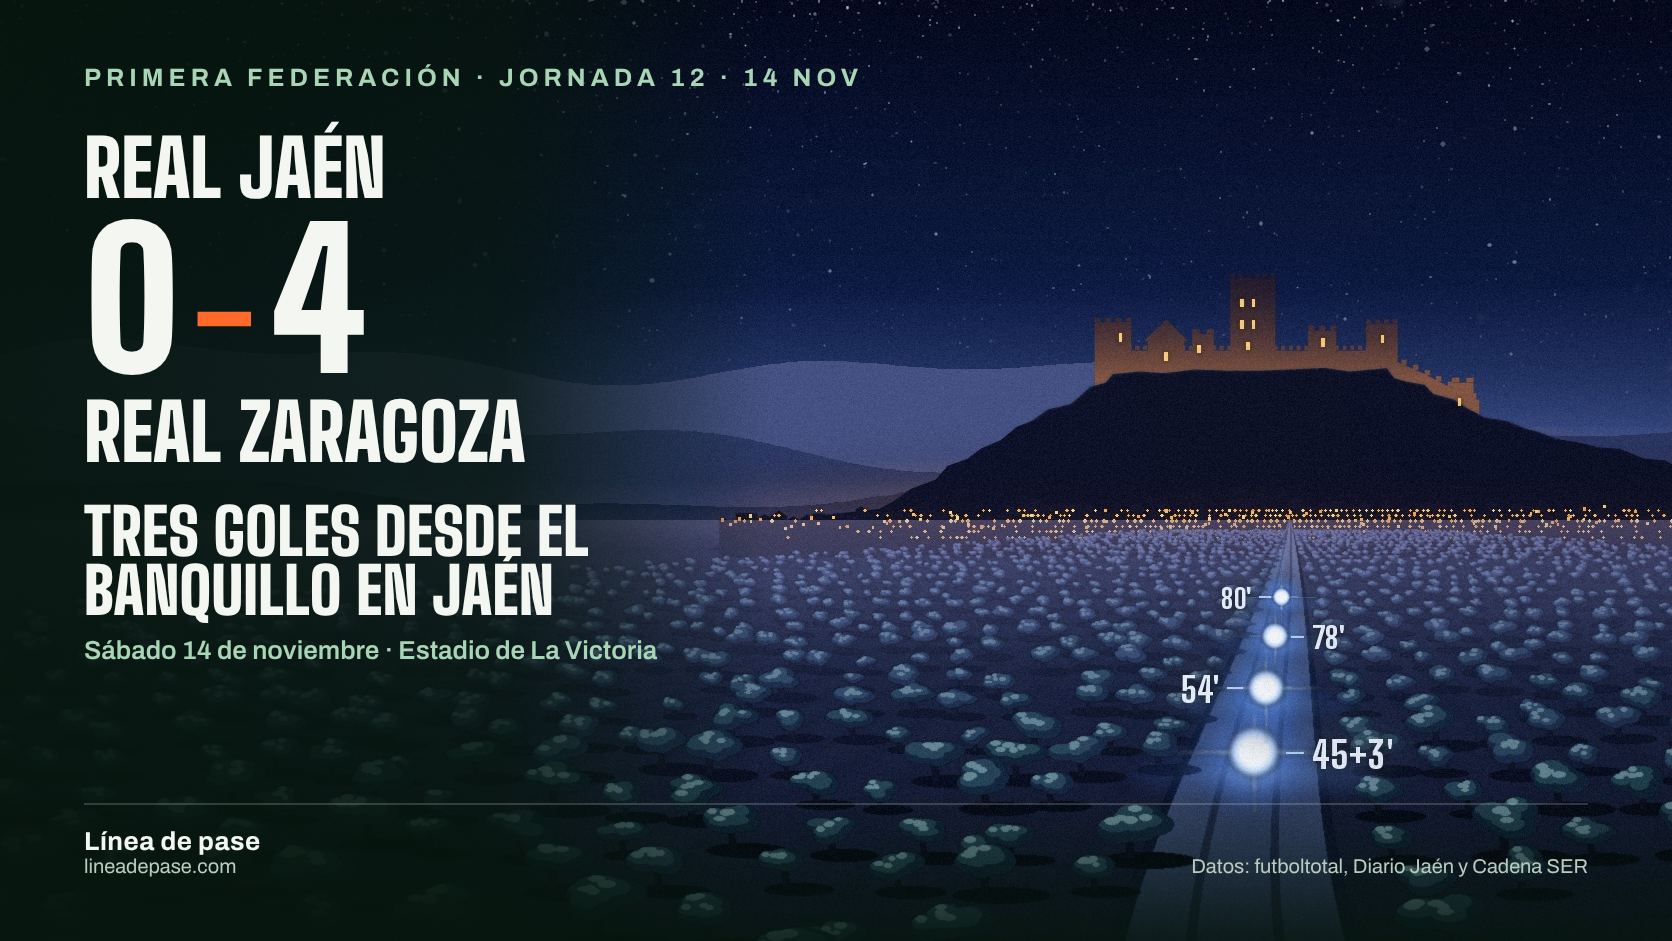 PRIMERA FEDERACIÓN · JORNADA 12 · 14 NOV
REAL JAÉN
0-4
REAL ZARAGOZA
TRES GOLES DESDE EL
BANQUILLO EN JAÉN
Sábado 14 de noviembre · Estadio de La Victoria
80'
78'
54'
45+3'
Línea de pase
lineadepase.com
Datos: futboltotal, Diario Jaén y Cadena SER